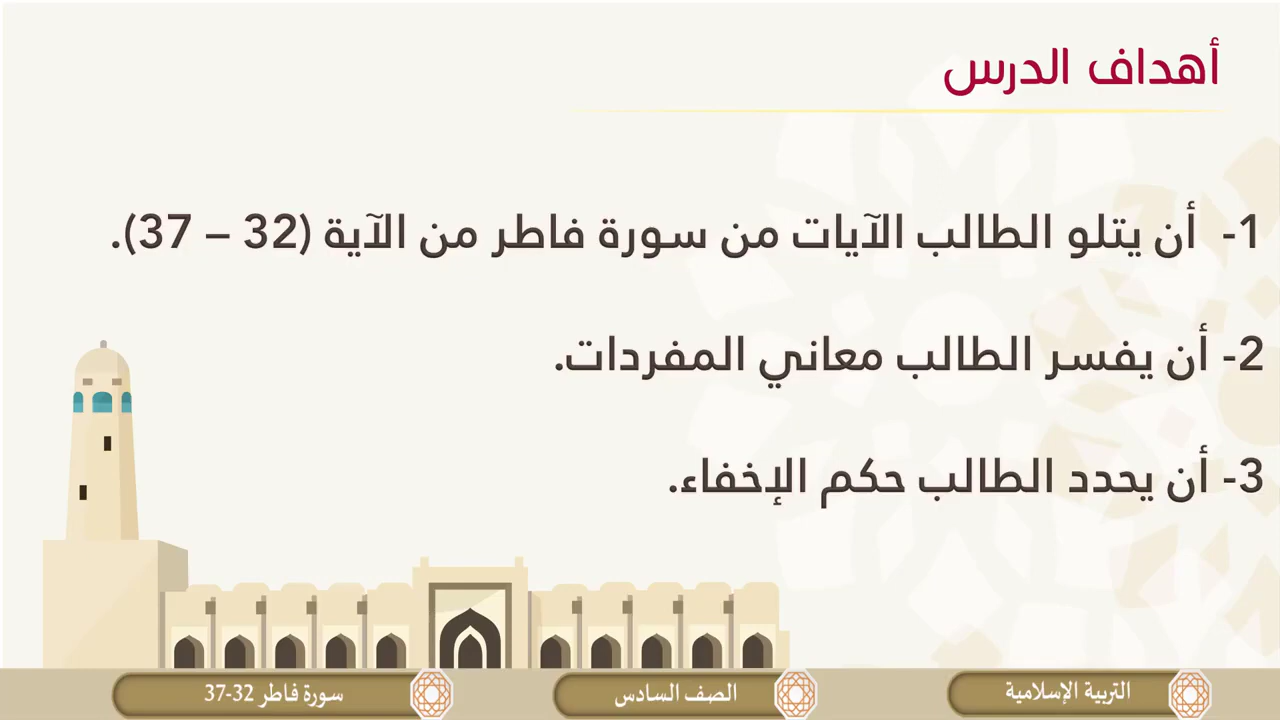 أهداف الدرس
1- أن يتلو الطالب الآيات من سورة فاطر من الآية (32 – 37).
2- أن يفسر الطالب معاني المفردات.
3- أن يحدد الطالب حكم الإخفاء.
التربية الإسلامية
الصف السادس
سورة فاطر 32-37